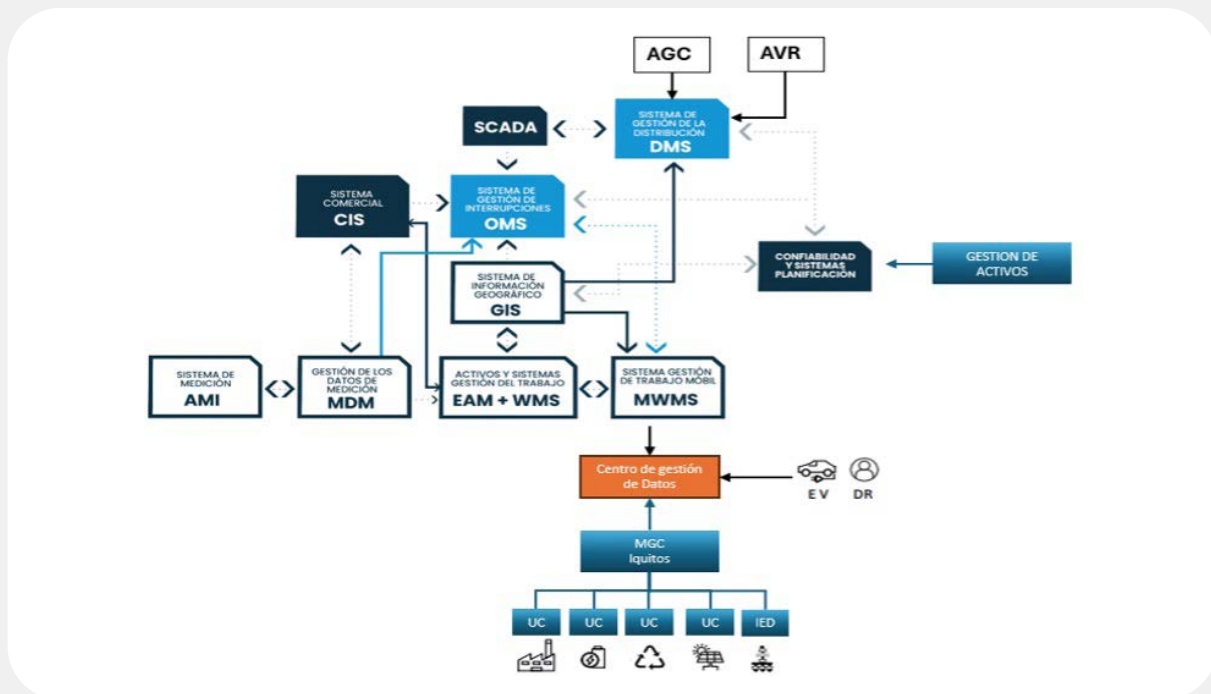 AGC
AVR
SCADA
SISTEMA DE
GESTIÓN DE LA
DISTRIBUCIÓN
DMS
SISTEMA
COMERCIAL
CIS
SISTEMA DE
GESTIÓN DE
INTERRUPCIONES
OMS
CONFIABILIDAD
Y SISTEMAS
PLANIFICACIÓN
GESTION DE
ACTIVOS
SISTEMA DE
INFORMACIÓN
GEOGRÁFICO
GIS
SISTEMA DE
MEDICIÓN
AMI
GESTIÓN DE LOS
DATOS DE
MEDICIÓN
MDM
ACTIVOS Y SISTEMAS
GESTIÓN DEL TRABAJO
EAM + WMS
SISTEMA GESTIÓN
DE TRABAJO MÓBIL
MWMS
Centro de gestión
de Datos
EV
DR
MGC
Iquitos
UC
UC
UC
UC
IED